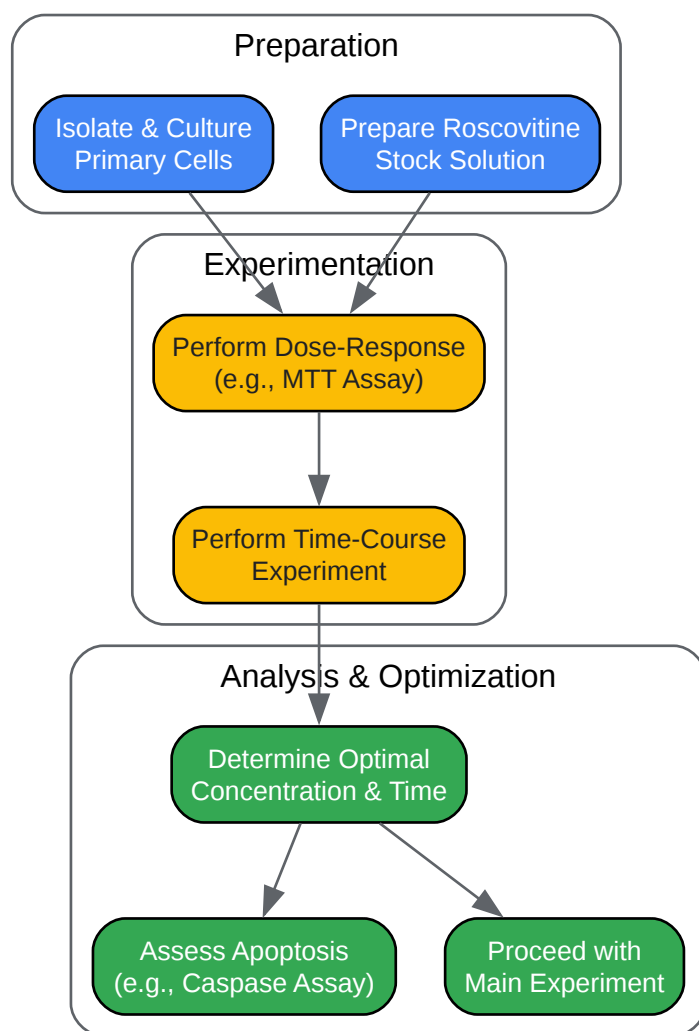 Preparation
Isolate & Culture
Primary Cells
Prepare Roscovitine
Stock Solution
Experimentation
Perform Dose-Response
(e.g., MTT Assay)
Perform Time-Course
Experiment
Analysis & Optimization
Determine Optimal
Concentration & Time
Assess Apoptosis
(e.g., Caspase Assay)
Proceed with
Main Experiment